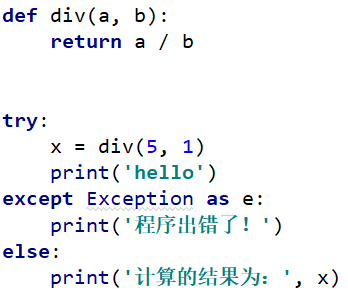 def div(a, b):
    return a / b
try:
    x = div(5, 1)
    print('hello')
except Exception as e:
    print('程序出错了！')
else:
    print('计算的结果为：', x)